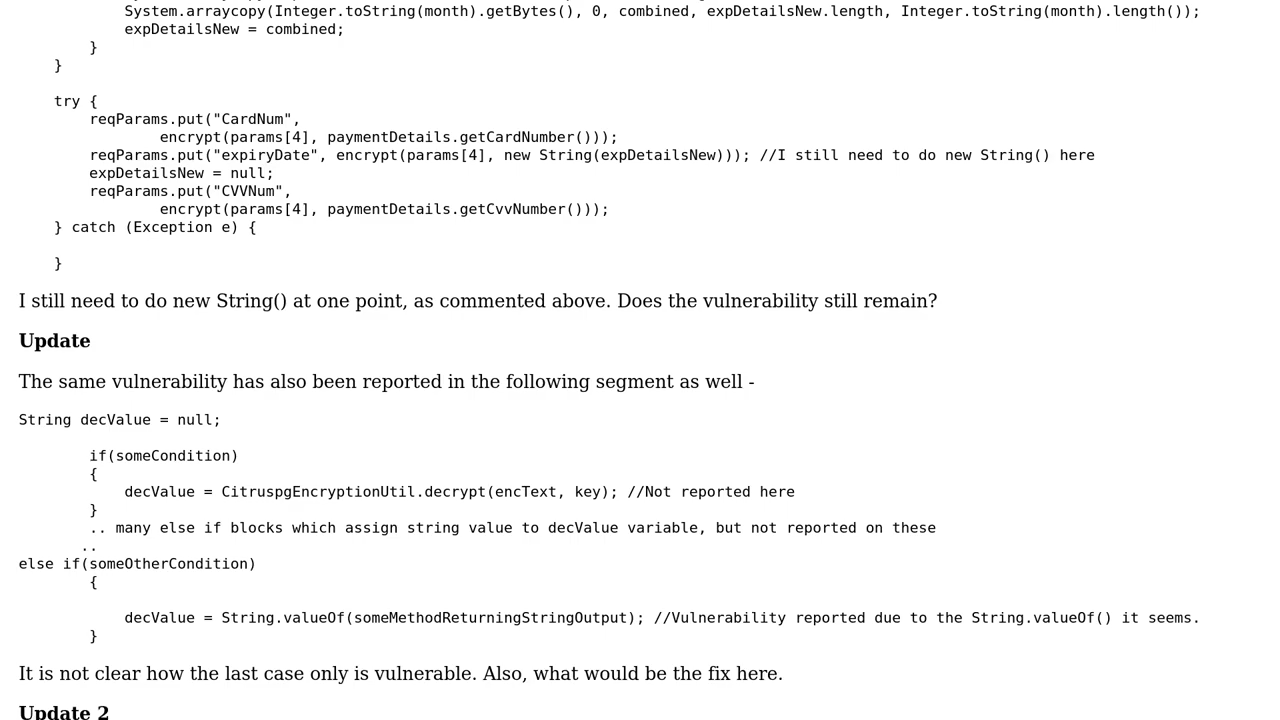 System.arraycopy(Integer.toString(month).getBytes(), 0, combined, expDetailsNew.length, Integer.toString(month).length());
expDetailsNew = combined;
}
}
try {
reqParams.put("CardNum",
encrypt(params[4], paymentDetails.getCardNumber()));
reqParams.put("expiryDate", encrypt(params[4], new String(expDetailsNew))); //I still need to do new String() here
expDetailsNew = null;
reqParams.put("CVVNum",
encrypt(params[4], paymentDetails.getCvvNumber()));
} catch (Exception e) {
}
I still need to do new String() at one point, as commented above. Does the vulnerability still remain?
Update
The same vulnerability has also been reported in the following segment as well -
String decValue = null;
if(someCondition)
{
decValue = CitruspgEncryptionUtil.decrypt(encText, key); //Not reported here
}
.. many else if blocks which assign string value to decValue variable, but not reported on these
..
else if(someOtherCondition)
{
decValue = String.valueOf(someMethodReturningStringOutput); //Vulnerability reported due to the String.valueOf() it seems.
}
It is not clear how the last case only is vulnerable. Also, what would be the fix here.
Update 2